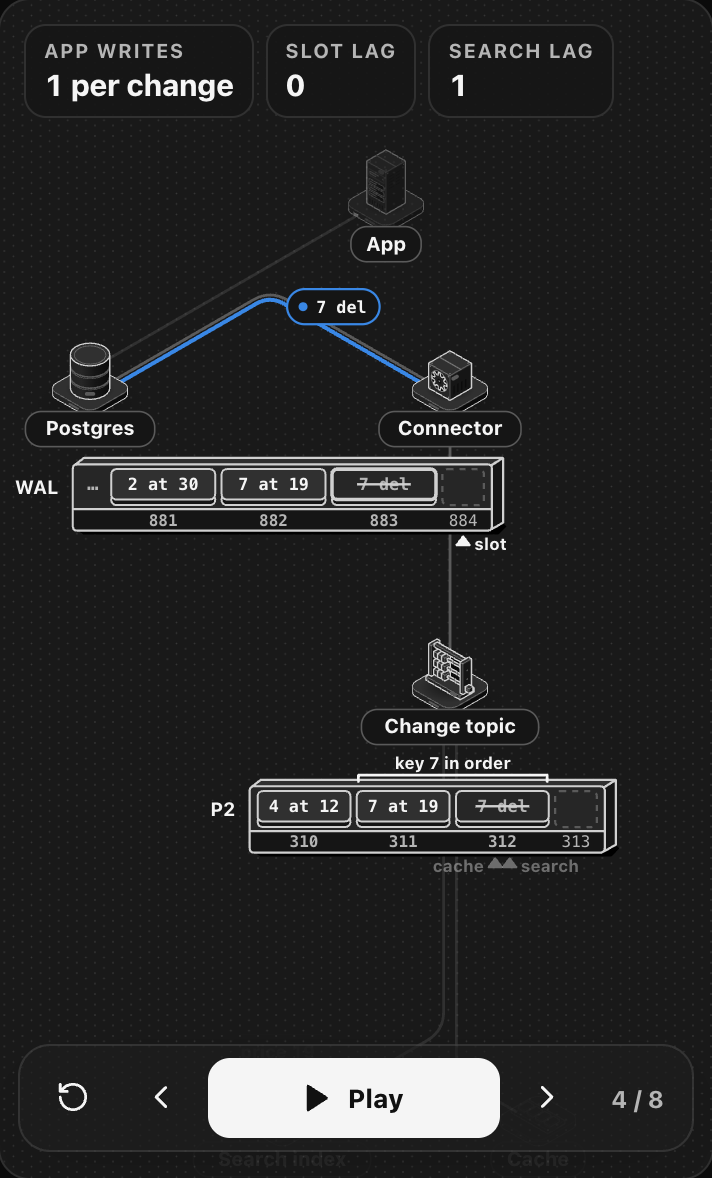 APP WRITES
1 per change
SLOT LAG
0
SEARCH LAG
1
App
7 del
Postgres
Connector
WAL
… 2 at 30 7 at 19 7 del
881 882 883 884
slot
Change topic
key 7 in order
P2
4 at 12 7 at 19 7 del
310 311 312 313
cache search
Play
4 / 8
Search index
Cache